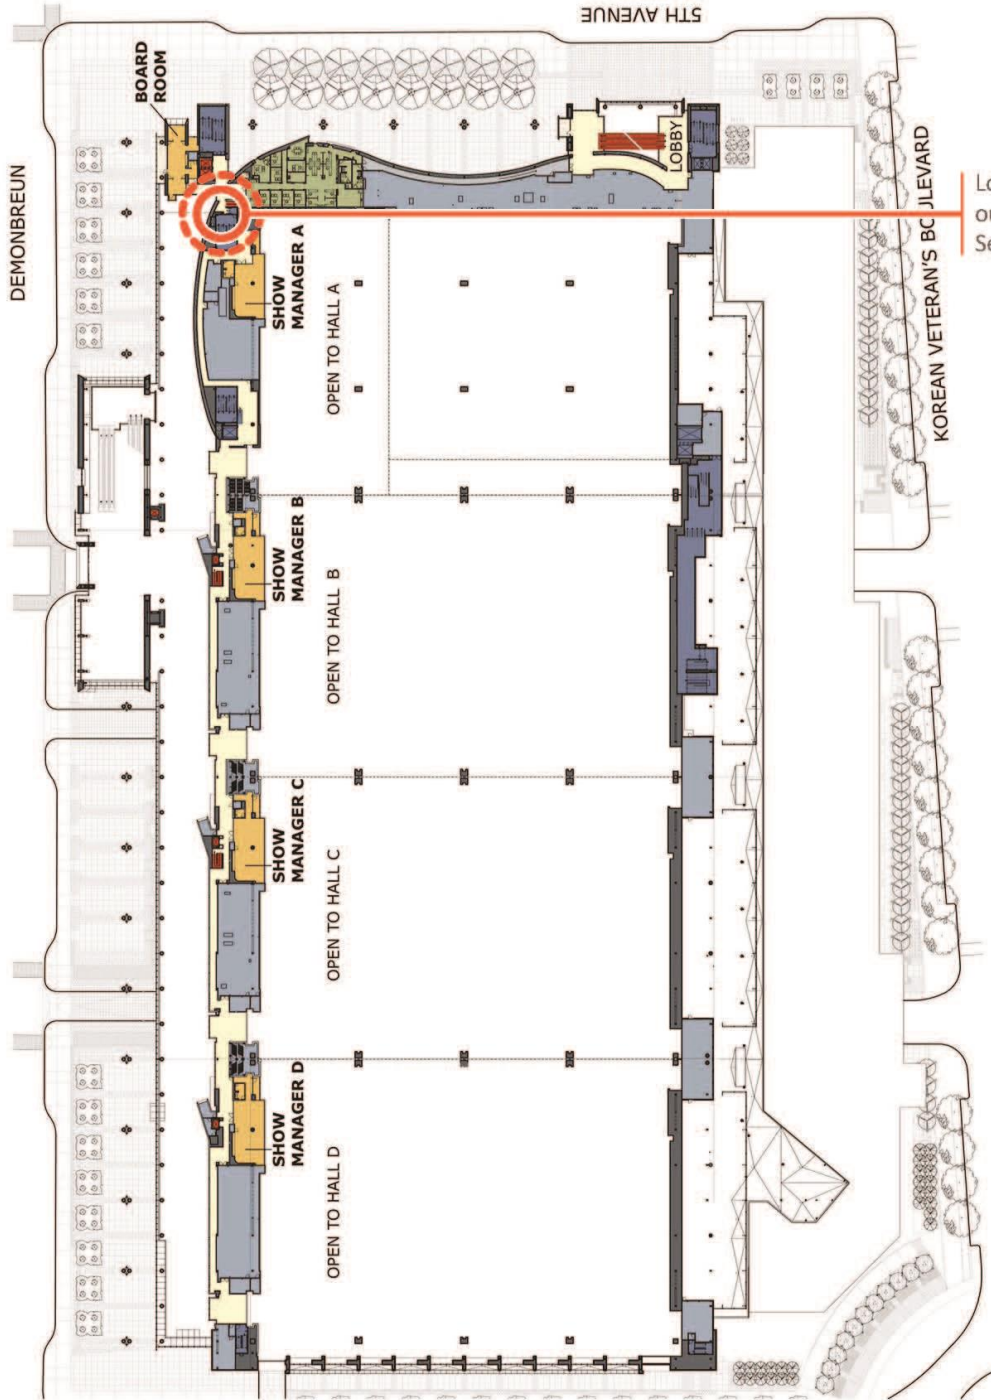 5TH AVENUE
DEMONBREUN
BOARD
ROOM
LOBBY
KOREAN VETERAN'S BOULEVARD
SHOW
MANAGER A
OPEN TO HALL A
SHOW
MANAGER B
OPEN TO HALL B
SHOW
MANAGER C
OPEN TO HALL C
SHOW
MANAGER D
OPEN TO HALL D